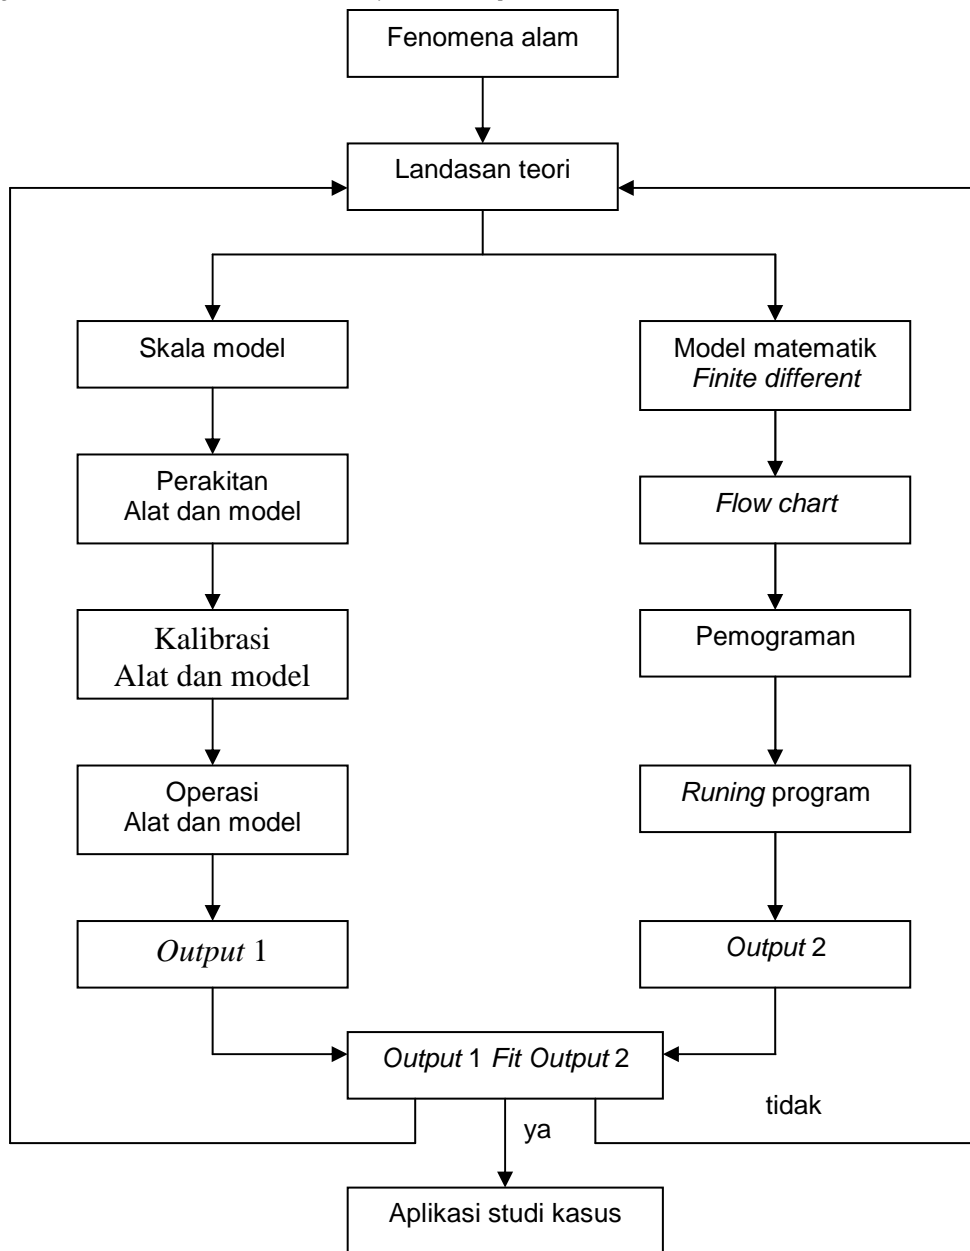 Fenomena alam
Landasan teori
Skala model
Perakitan
Alat dan model
Kalibrasi
Alat dan model
Operasi
Alat dan model
Output 1
Model matematik
Finite different
Flow chart
Pemograman
Runing program
Output 2
Output 1 Fit Output 2
tidak
ya
Aplikasi studi kasus